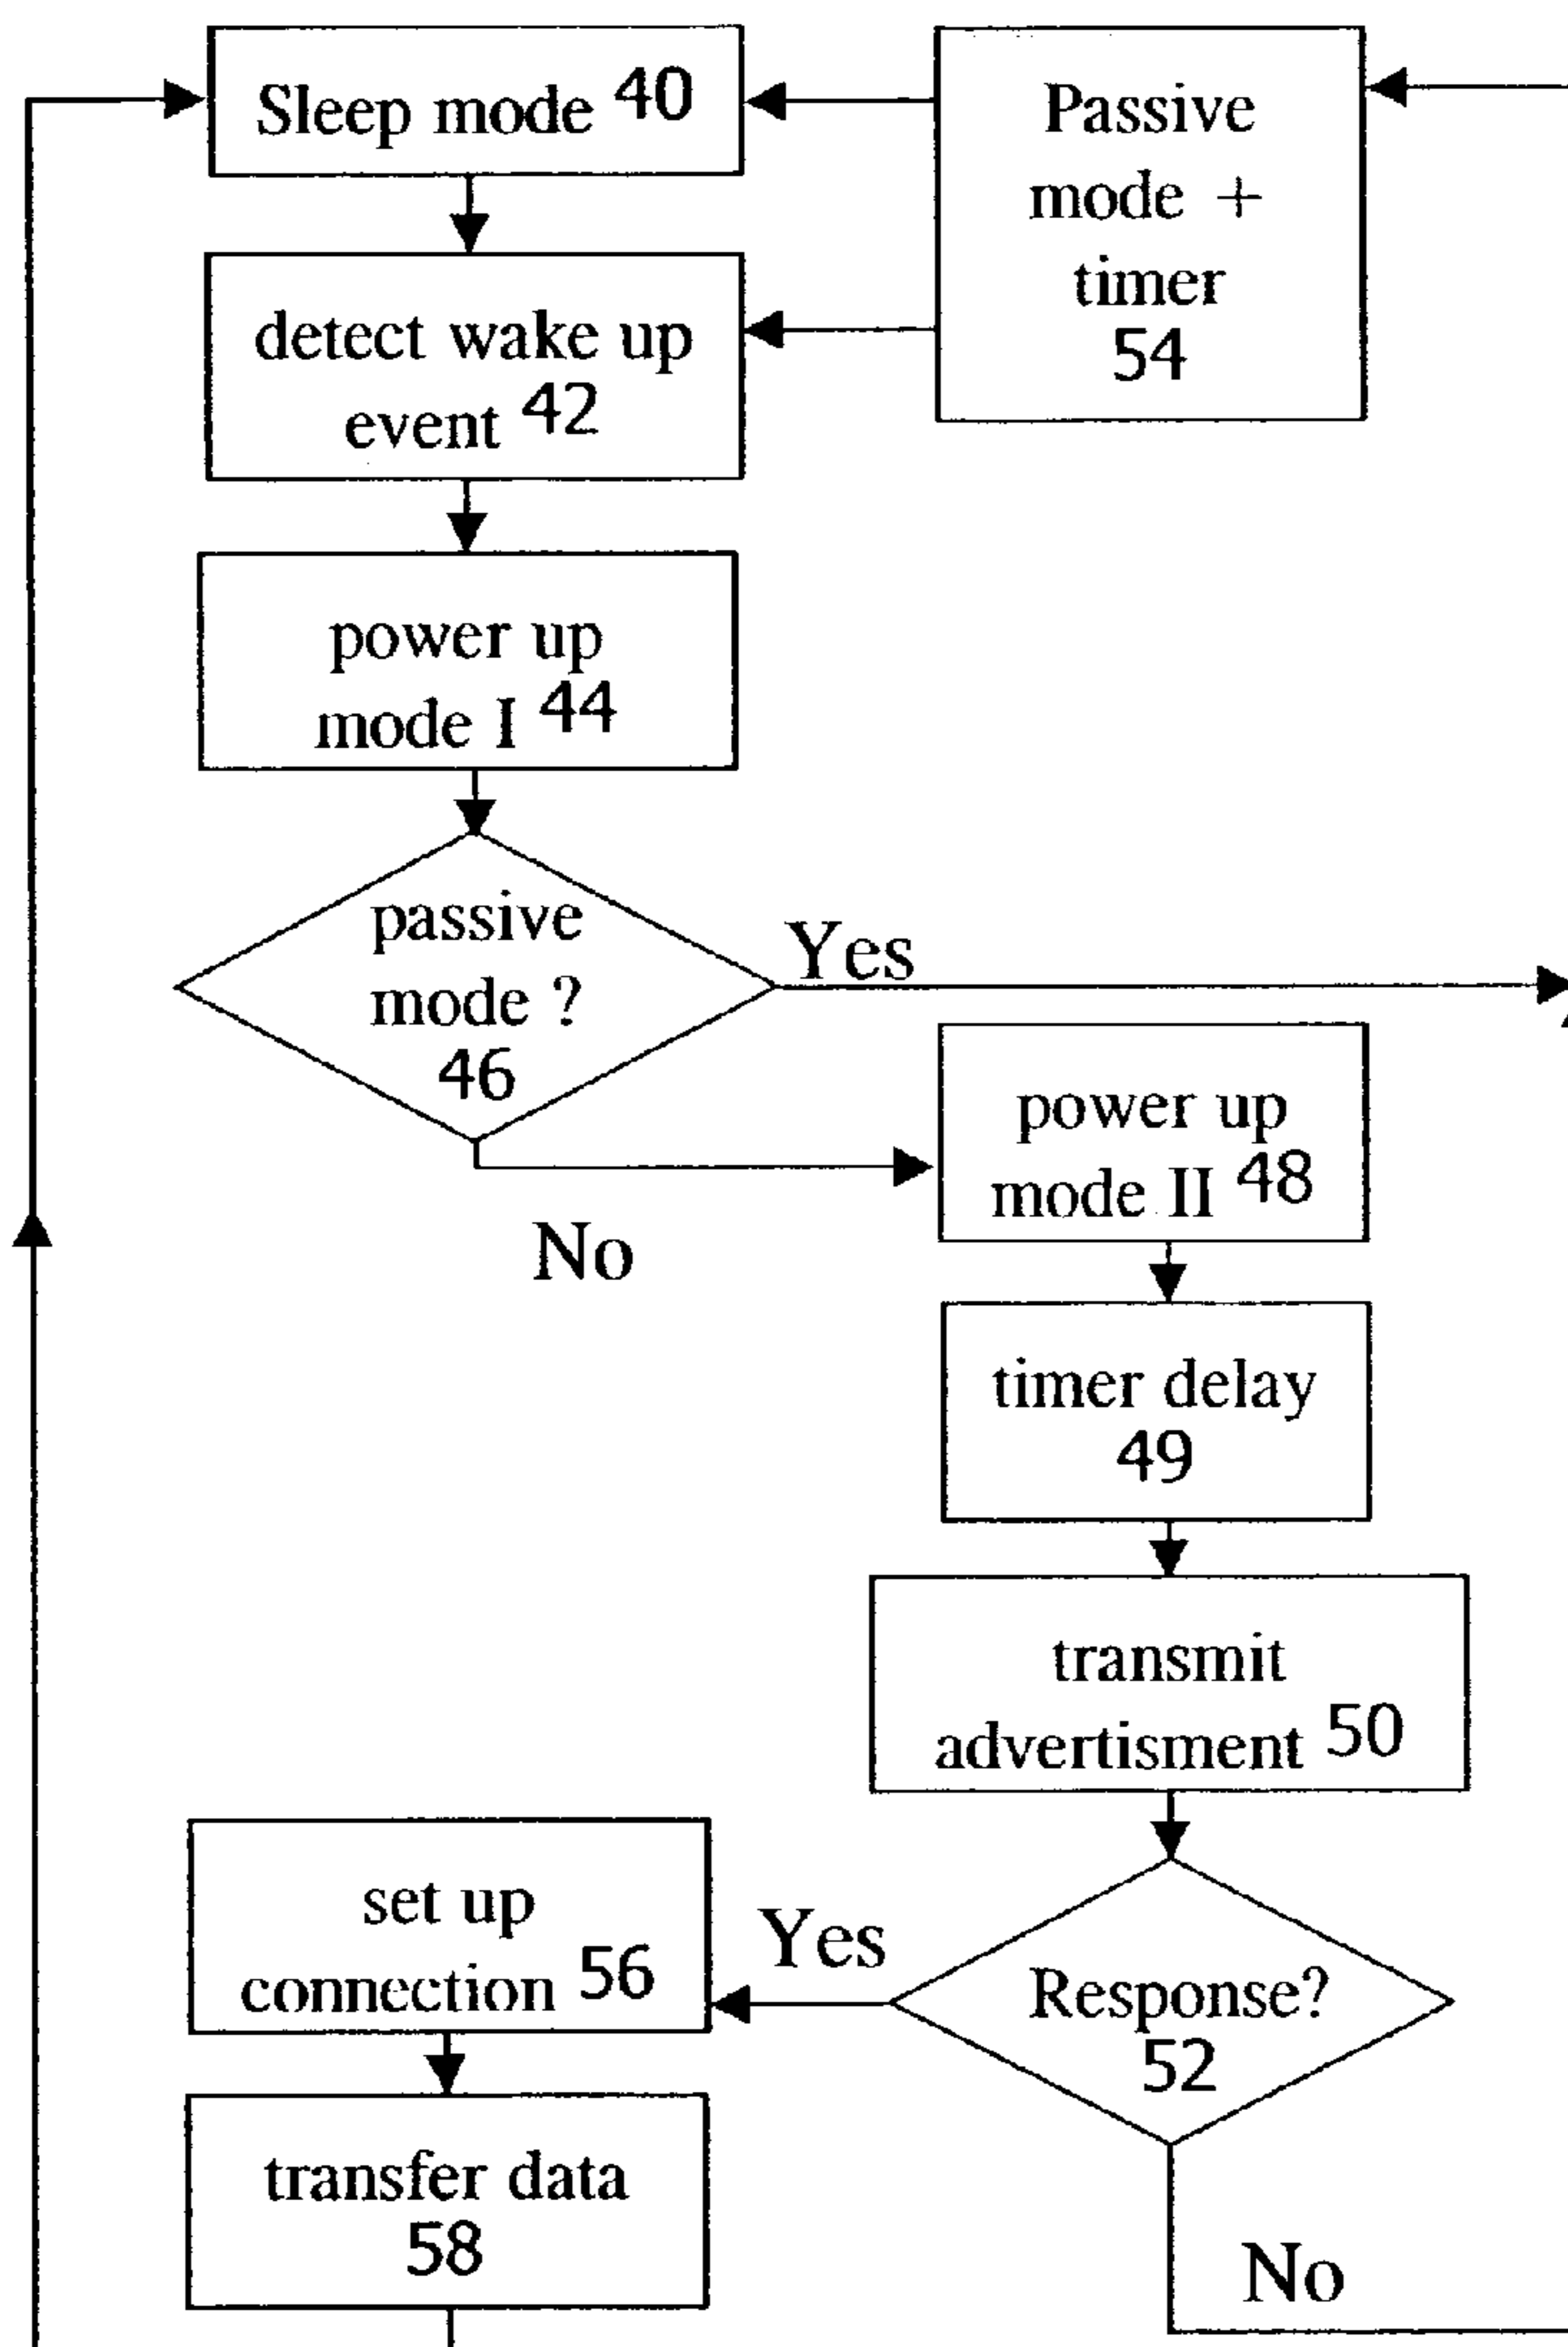 Sleep mode 40
Passive
mode +
timer
54
detect wake up
event 42
power up
mode I 44
passive
mode ?
46
Yes
No
power up
mode II 48
timer delay
49
transmit
advertisment 50
Response?
52
Yes
No
set up
connection 56
transfer data
58